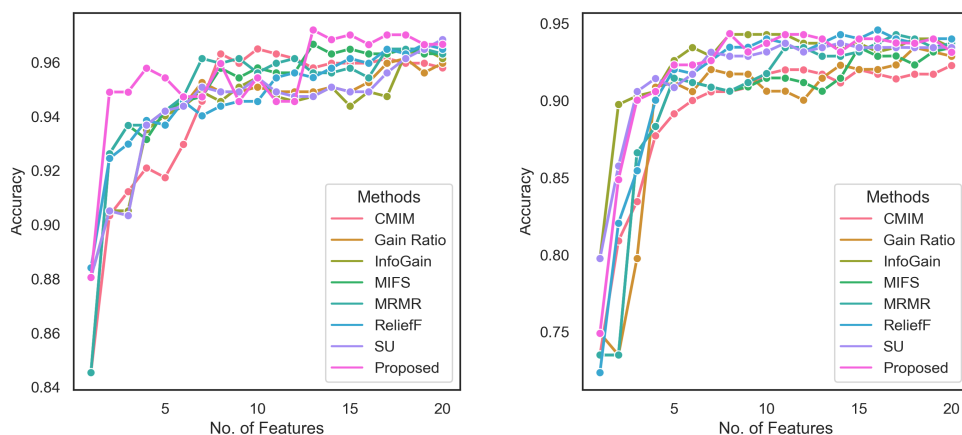 0.96
0.94
0.92
0.90
0.88
0.86
0.84
Accuracy
5
10
15
20
No. of Features
Methods
CMIM
Gain Ratio
InfoGain
MIFS
MRMR
ReliefF
SU
Proposed
0.95
0.90
0.85
0.80
0.75
Accuracy
5
10
15
20
No. of Features
Methods
CMIM
Gain Ratio
InfoGain
MIFS
MRMR
ReliefF
SU
Proposed